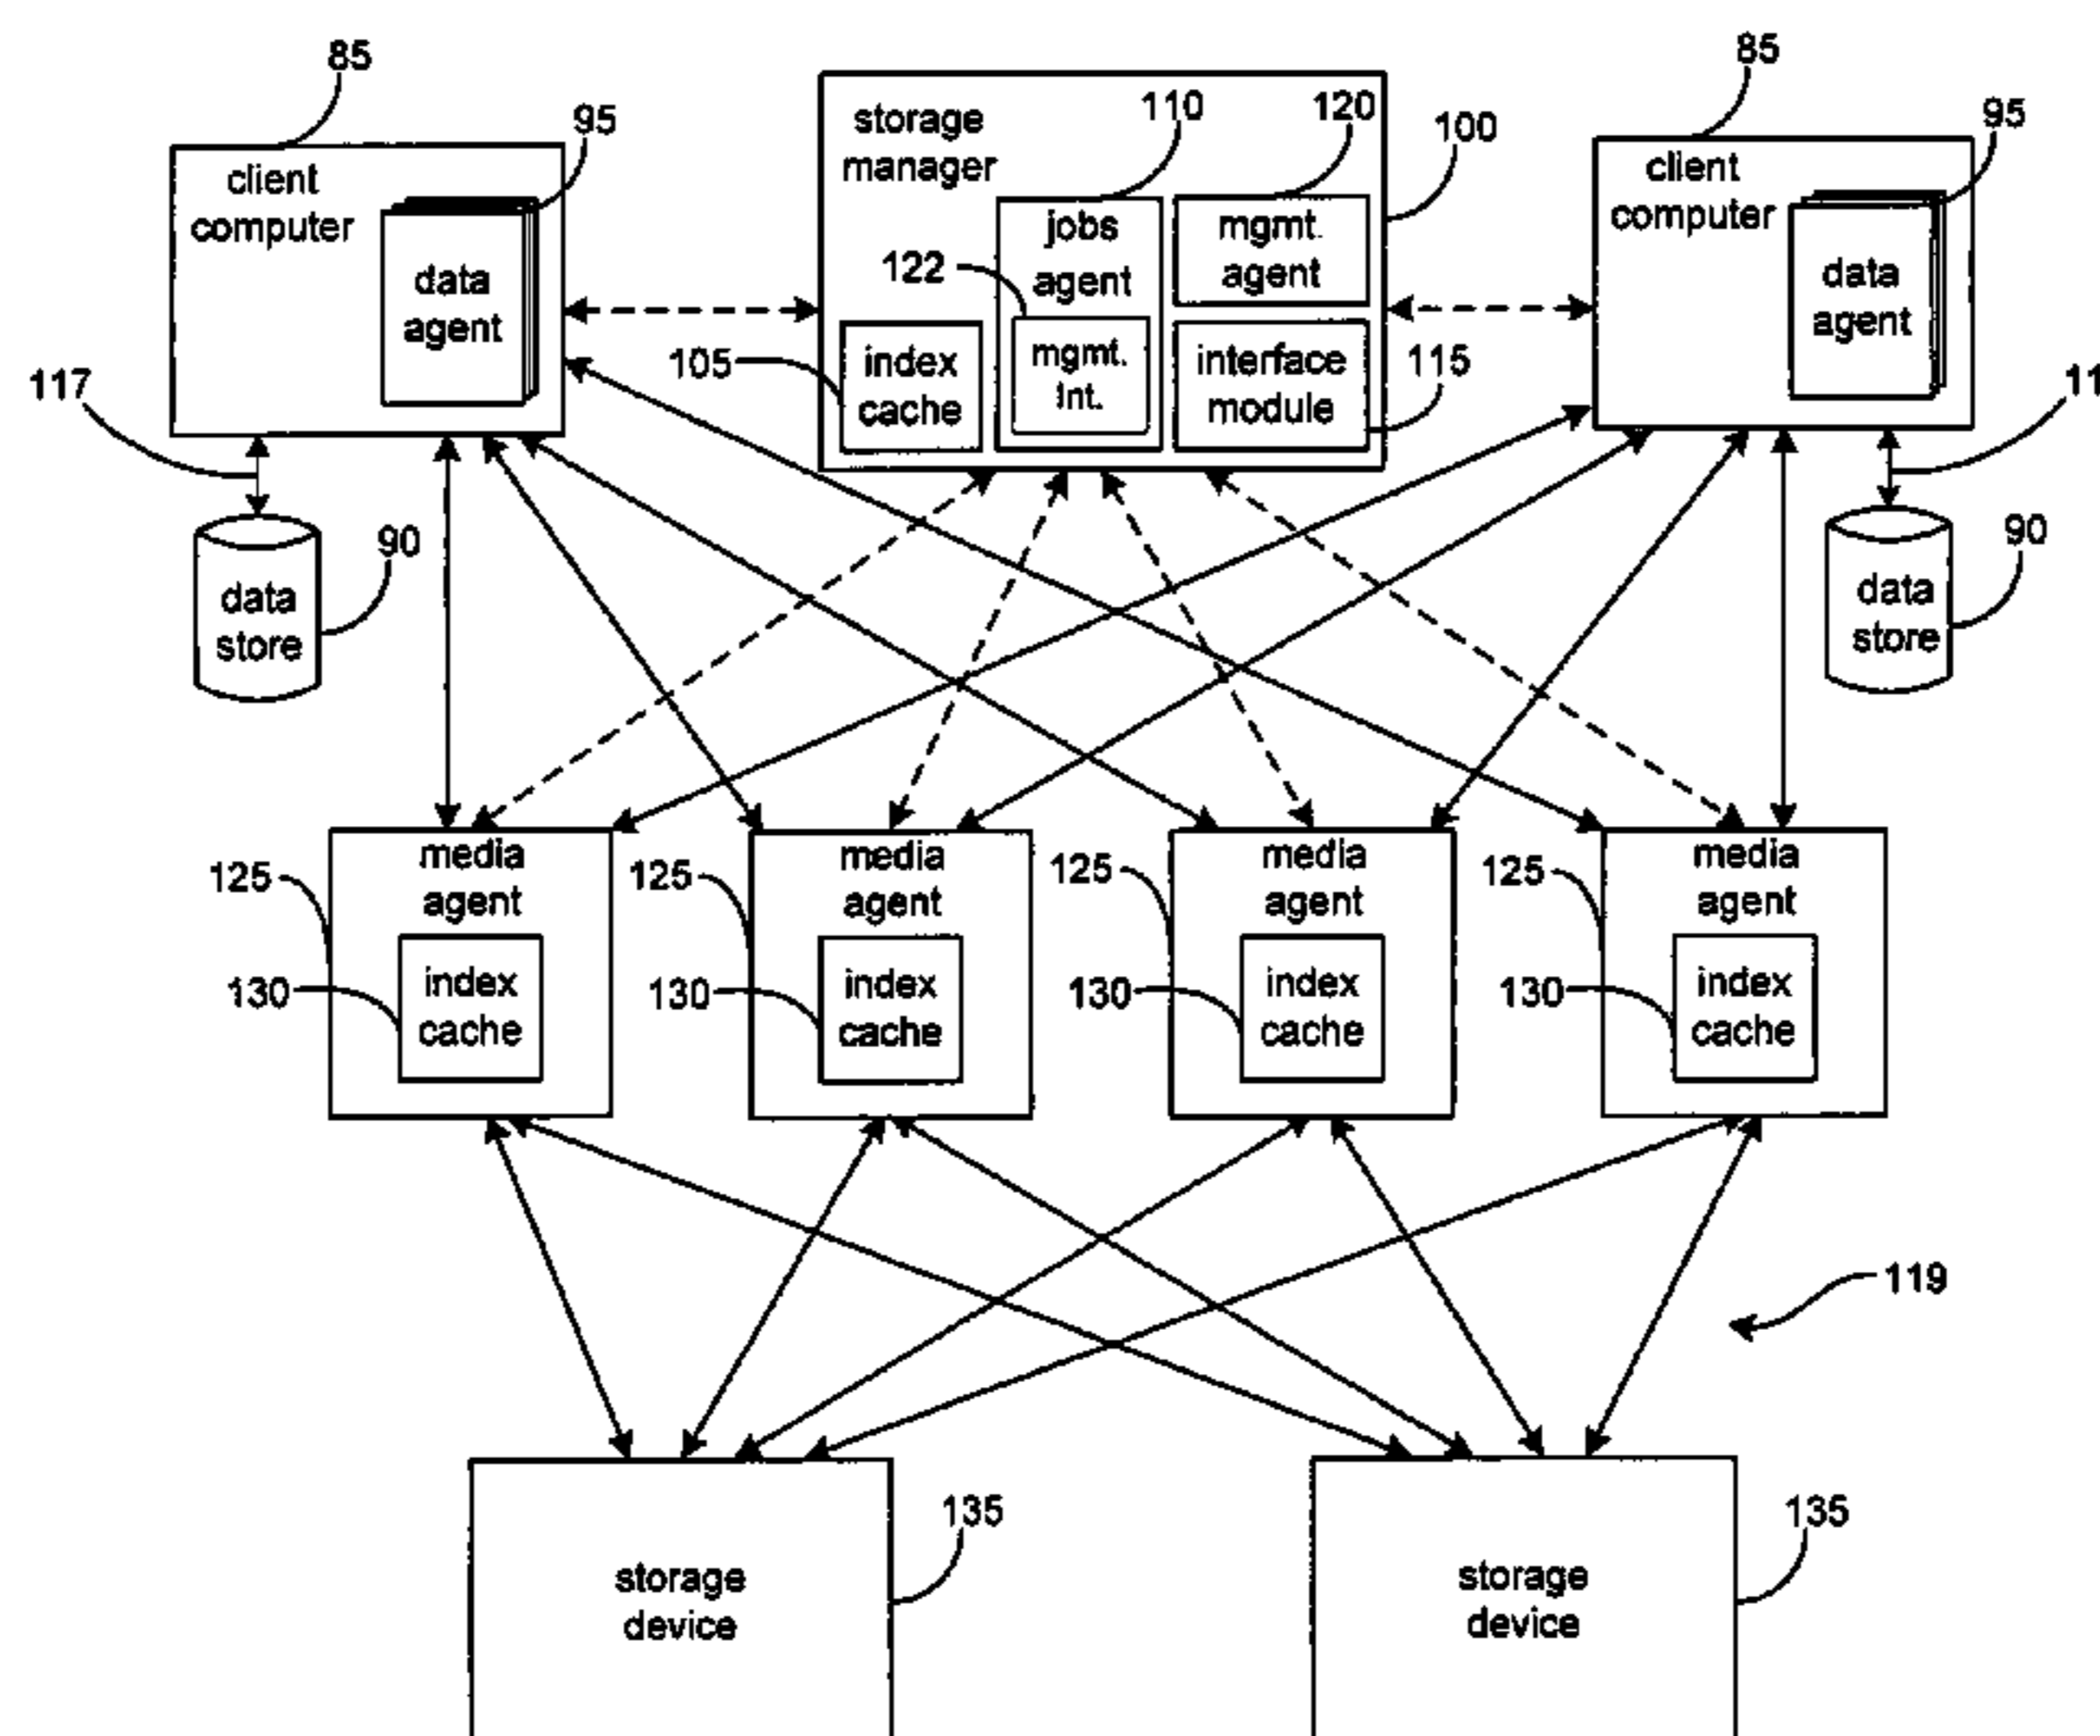 85
85
95
95
110
120
100
storage
manager
client
computer
data
agent
jobs
agent
mgmt.
agent
122
105
index
cache
mgmt.
Int.
interface
module
115
client
computer
data
agent
117
11
90
data
store
90
data
store
125
media
agent
130
index
cache
125
media
agent
130
index
cache
125
media
agent
130
index
cache
125
media
agent
130
index
cache
119
135
storage
device
135
storage
device